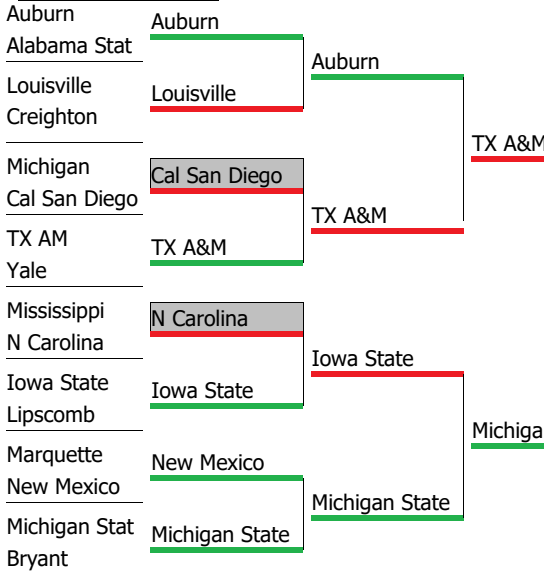 Auburn
Alabama Stat
Louisville
Creighton
Michigan
Cal San Diego
TX AM
Yale
Mississippi
N Carolina
Iowa State
Lipscomb
Marquette
New Mexico
Michigan Stat
Bryant
Auburn
Louisville
Cal San Diego
TX A&M
N Carolina
Iowa State
New Mexico
Michigan State
Auburn
TX A&M
Iowa State
Michigan State
TX A&M
Michiga